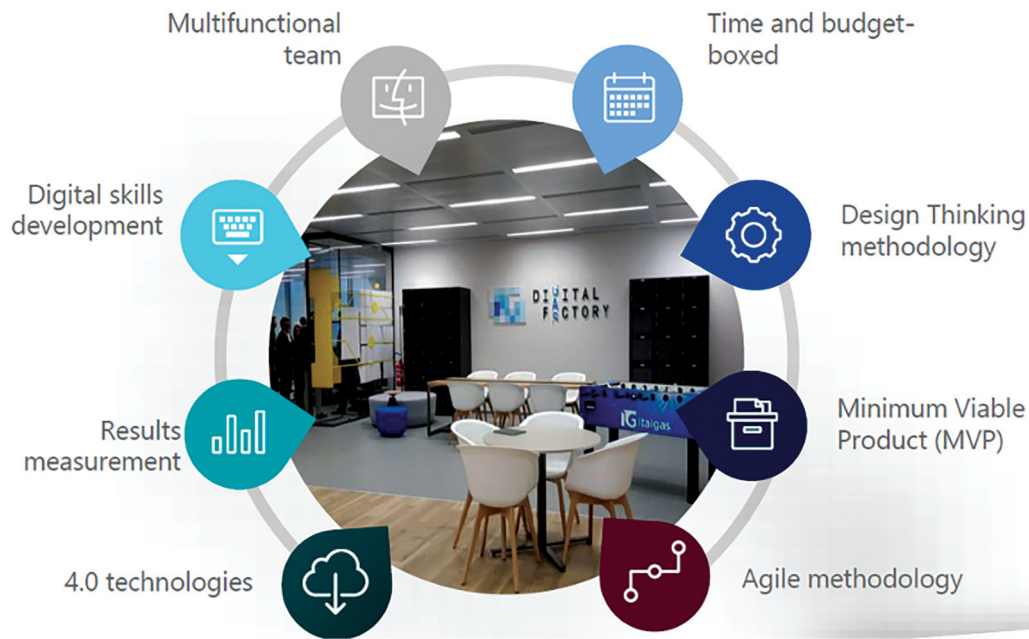 Multifunctional
team
Time and budget-
boxed
Digital skills
development
Design Thinking
methodology
DIGITAL
FACTORY
italgas
Results
measurement
Minimum Viable
Product (MVP)
4.0 technologies
Agile methodology